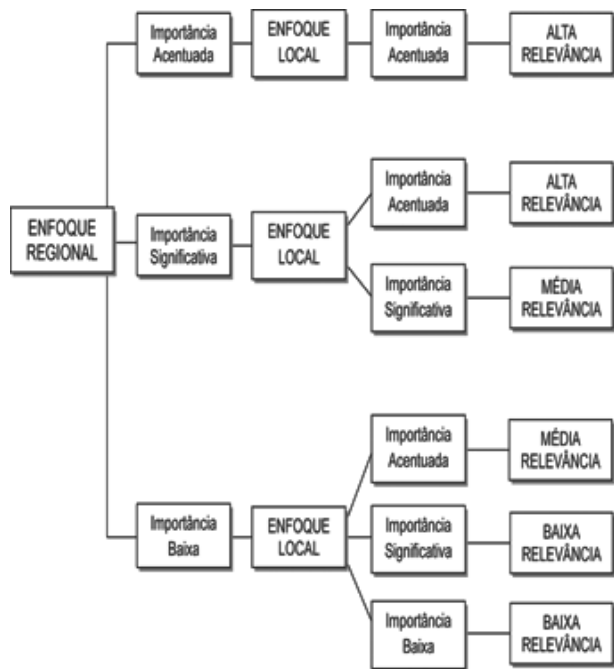 Importância
Acentuada
ENFOQUE
LOCAL
Importância
Acentuada
ALTA
RELEVÂNCIA
ENFOQUE
REGIONAL
Importância
Significativa
ENFOQUE
LOCAL
Importância
Acentuada
ALTA
RELEVÂNCIA
Importância
Significativa
MÉDIA
RELEVÂNCIA
Importância
Baixa
ENFOQUE
LOCAL
Importância
Acentuada
MÉDIA
RELEVÂNCIA
Importância
Significativa
BAIXA
RELEVÂNCIA
Importância
Baixa
BAIXA
RELEVÂNCIA